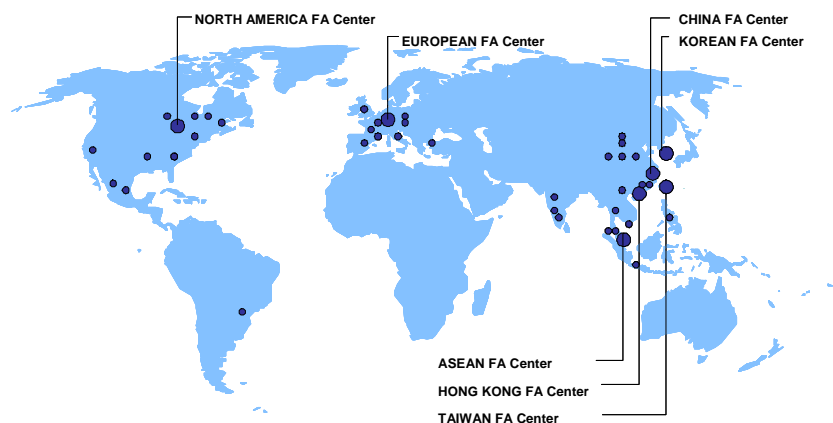 NORTH AMERICA FA Center
CHINA FA Center
EUROPEAN FA Center
KOREAN FA Center
ASEAN FA Center
HONG KONG FA Center
TAIWAN FA Center